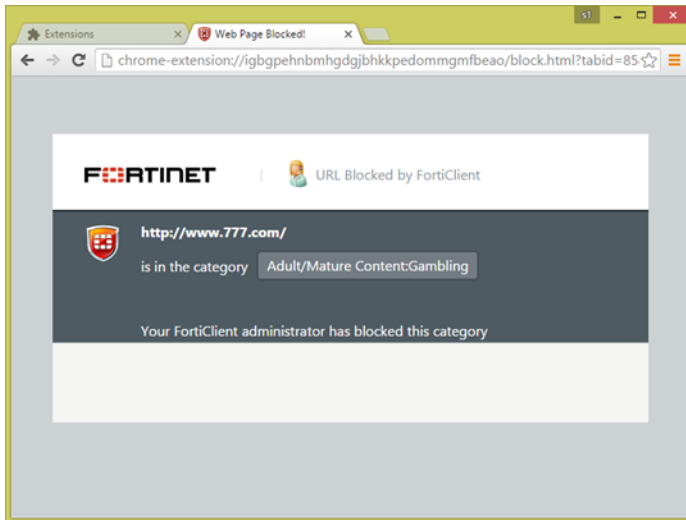 s1
Extensions
Web Page Blocked!
chrome-extension://igbgpehnbmhgdgjbhkkpedommgmfbeao/block.html?tabid=85
FORTINET
URL Blocked by FortiClient
http://www.777.com/
is in the category Adult/Mature Content:Gambling
Your FortiClient administrator has blocked this category